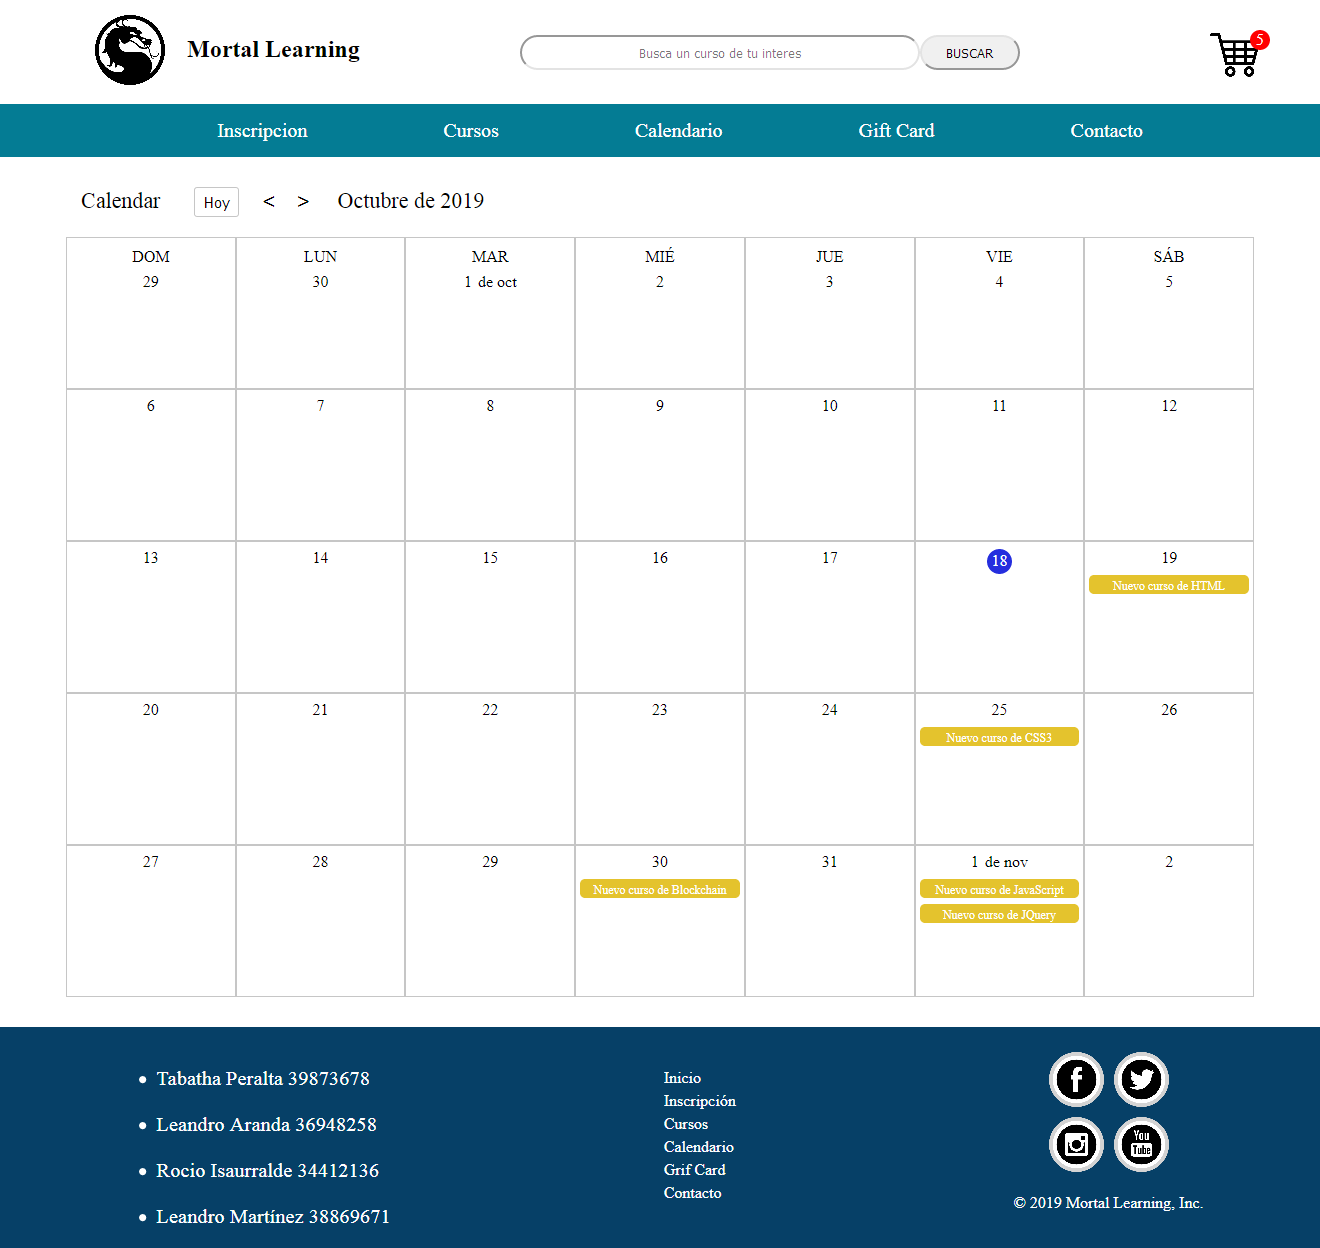 Mortal Learning
Busca un curso de tu interes
BUSCAR
5
Inscripcion Cursos Calendario Gift Card Contacto
Calendar Hoy < > Octubre de 2019
DOM LUN MAR MIÉ JUE VIE SÁB
29 30 1 de oct 2 3 4 5
6 7 8 9 10 11 12
13 14 15 16 17 18 19
Nuevo curso de HTML
20 21 22 23 24 25 26
Nuevo curso de CSS3
27 28 29 30 31 1 de nov 2
Nuevo curso de Blockchain Nuevo curso de JavaScript
Nuevo curso de JQuery
Tabatha Peralta 39873678
Leandro Aranda 36948258
Rocio Isaurralde 34412136
Leandro Martínez 38869671
Inicio
Inscripción
Cursos
Calendario
Grif Card
Contacto
You
Tube
© 2019 Mortal Learning, Inc.